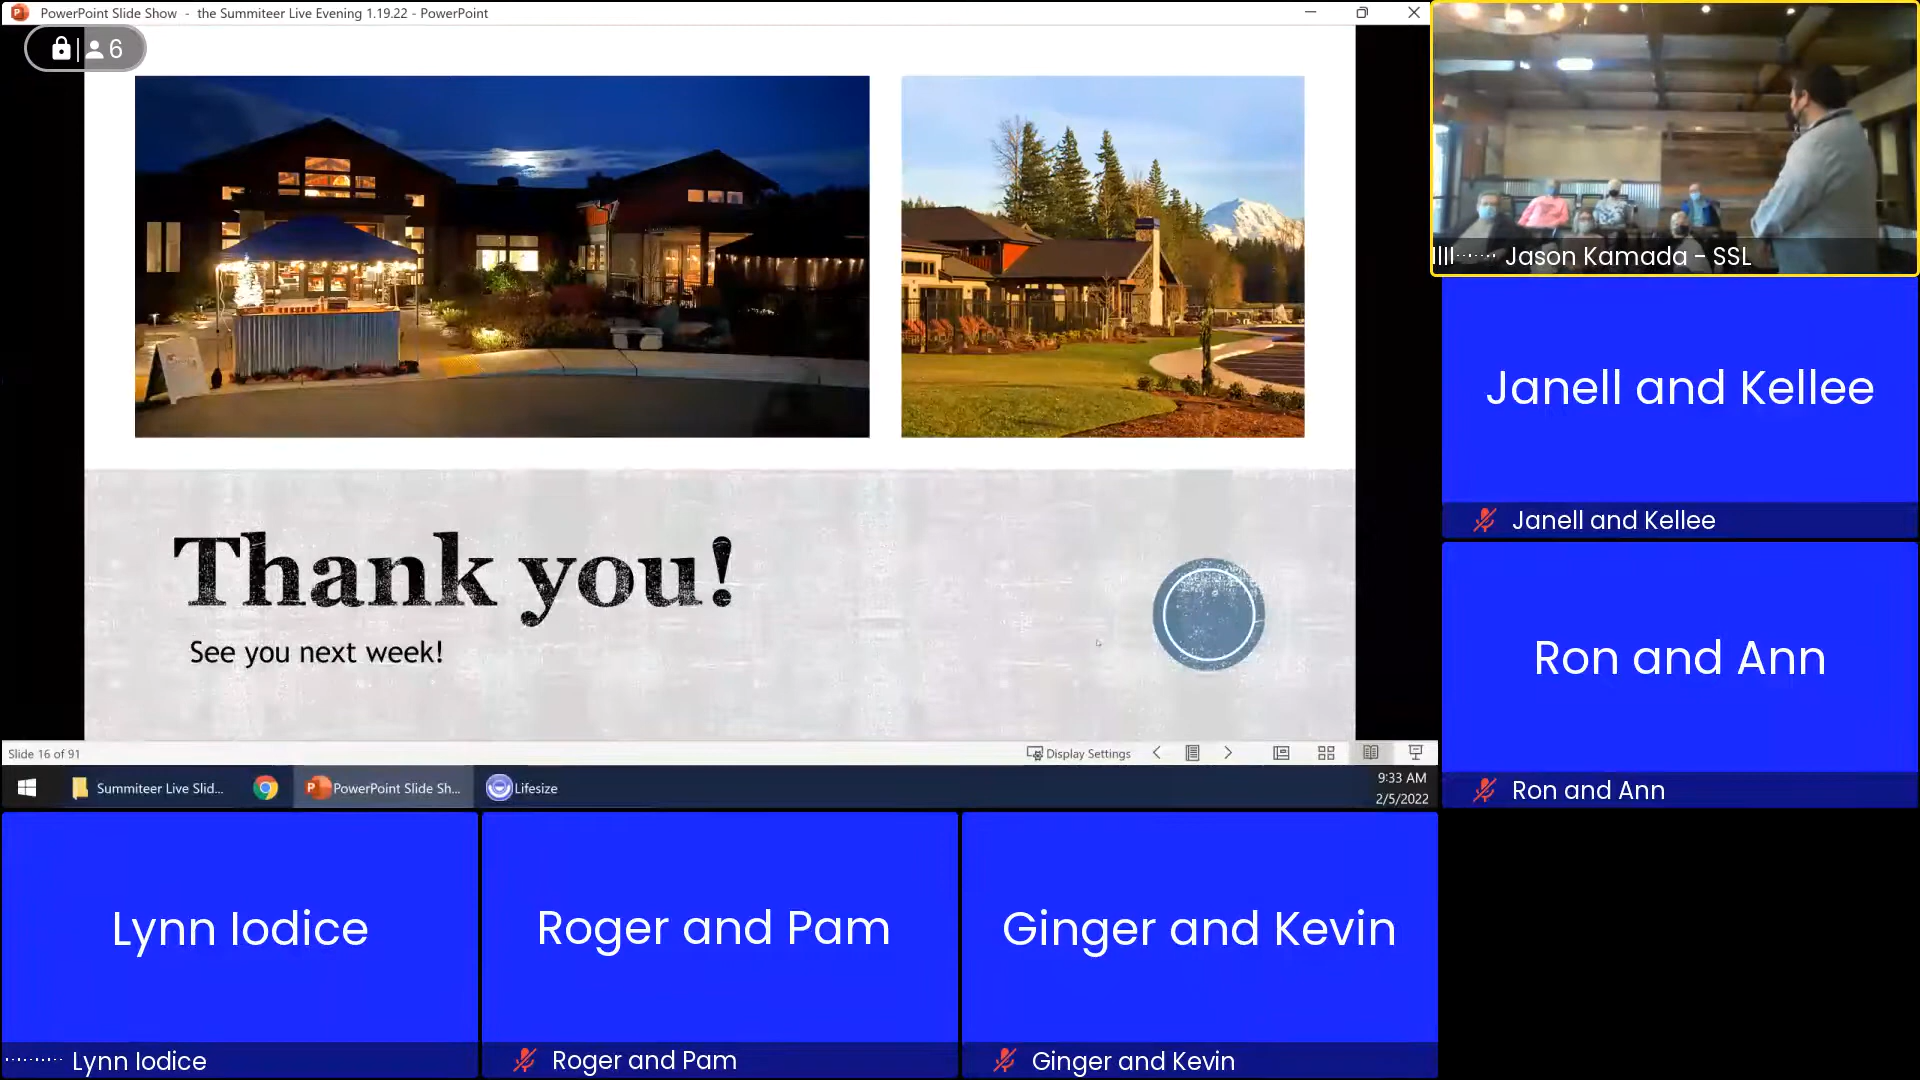 PowerPoint Slide Show - the Summiteer Live Evening 1.19.22 - PowerPoint
6
Thank you!
See you next week!
Slide 16 of 91
Display Settings
Summiteer Live Slid...
PowerPoint Slide Sh...
Lifesize
9:33 AM
2/5/2022
Jason Kamada - SSL
Janell and Kellee
Janell and Kellee
Ron and Ann
Ron and Ann
Lynn Iodice
Roger and Pam
Ginger and Kevin
Lynn Iodice
Roger and Pam
Ginger and Kevin